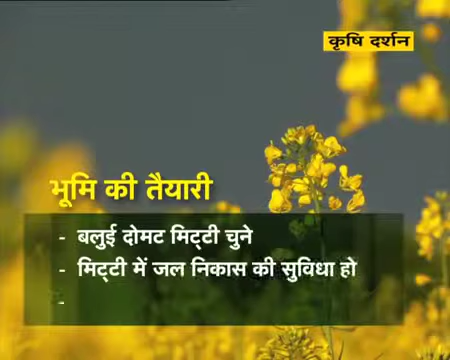 कृषि दर्शन
भूमि की तैयारी
- बलुई दोमट मिट्टी चुने
- मिट्टी में जल निकास की सुविधा हो
-